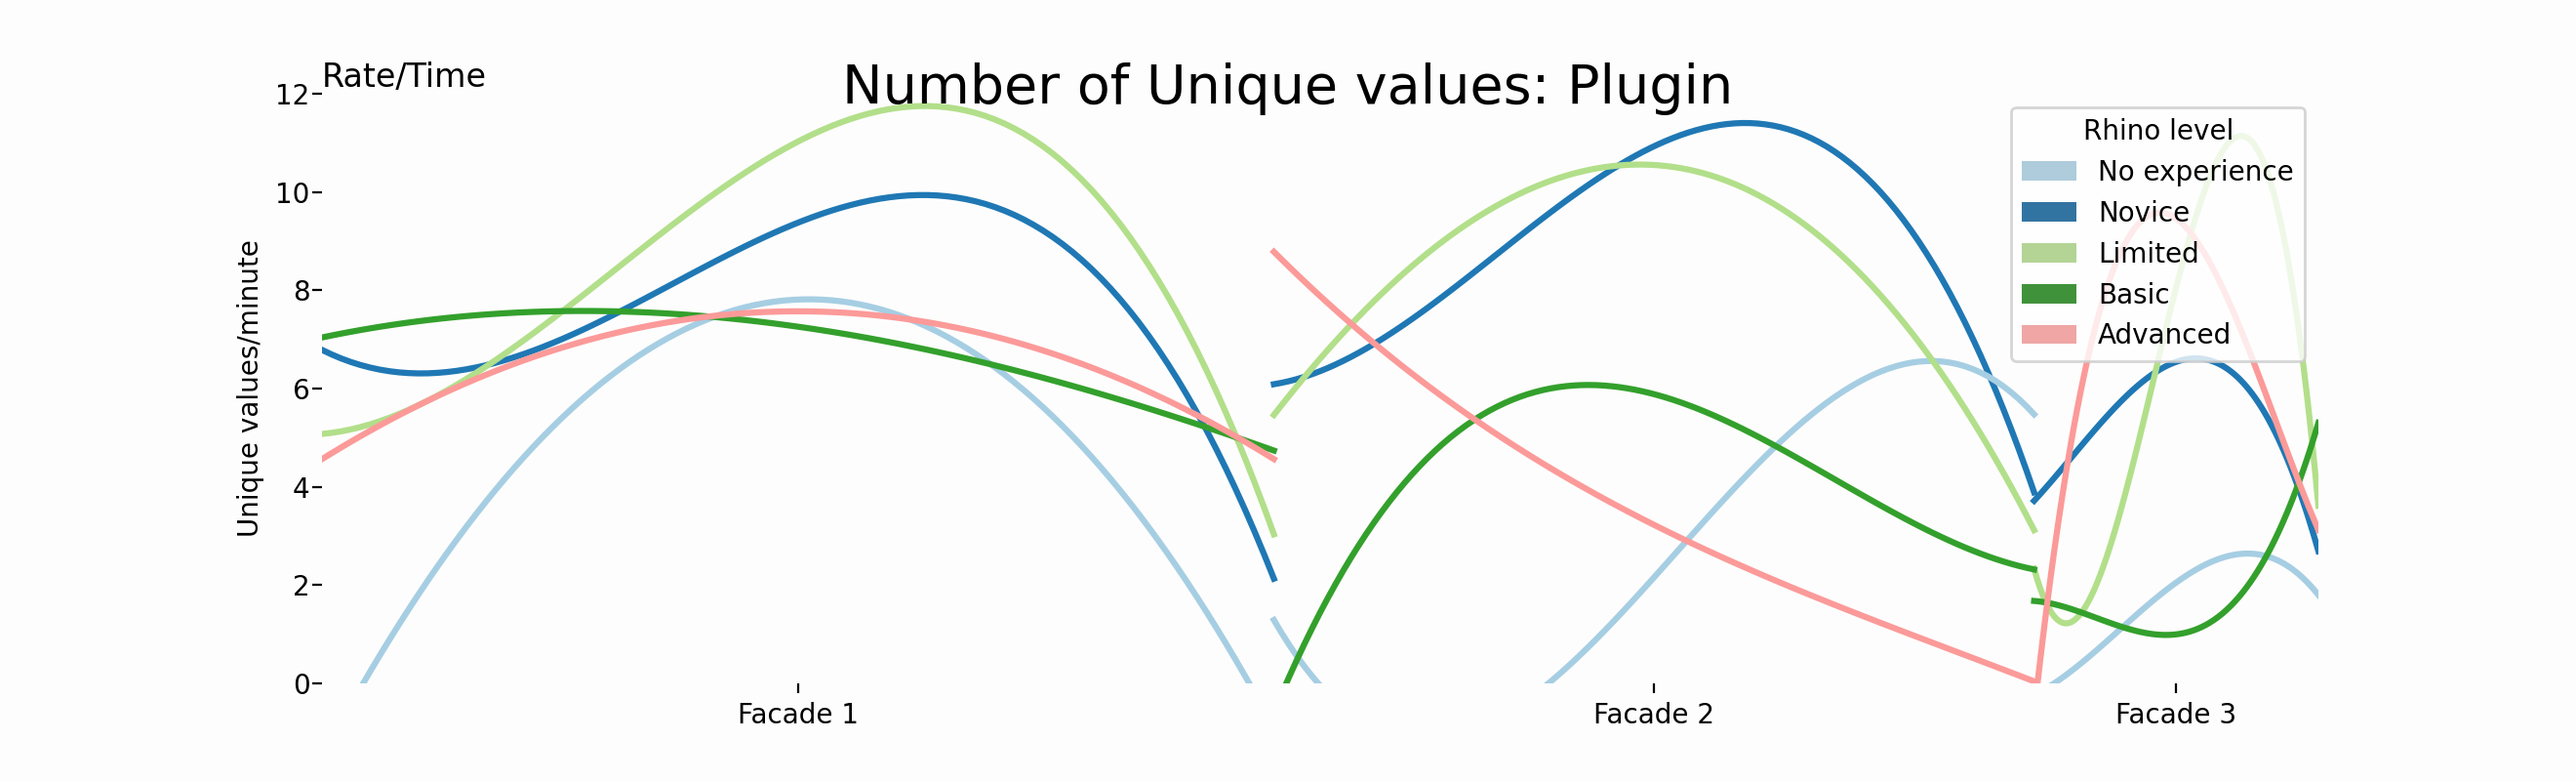 Rate/Time
Number of Unique values: Plugin
Unique values/minute
12
10
8
6
4
2
0
Facade 1
Facade 2
Facade 3
Rhino level
No experience
Novice
Limited
Basic
Advanced